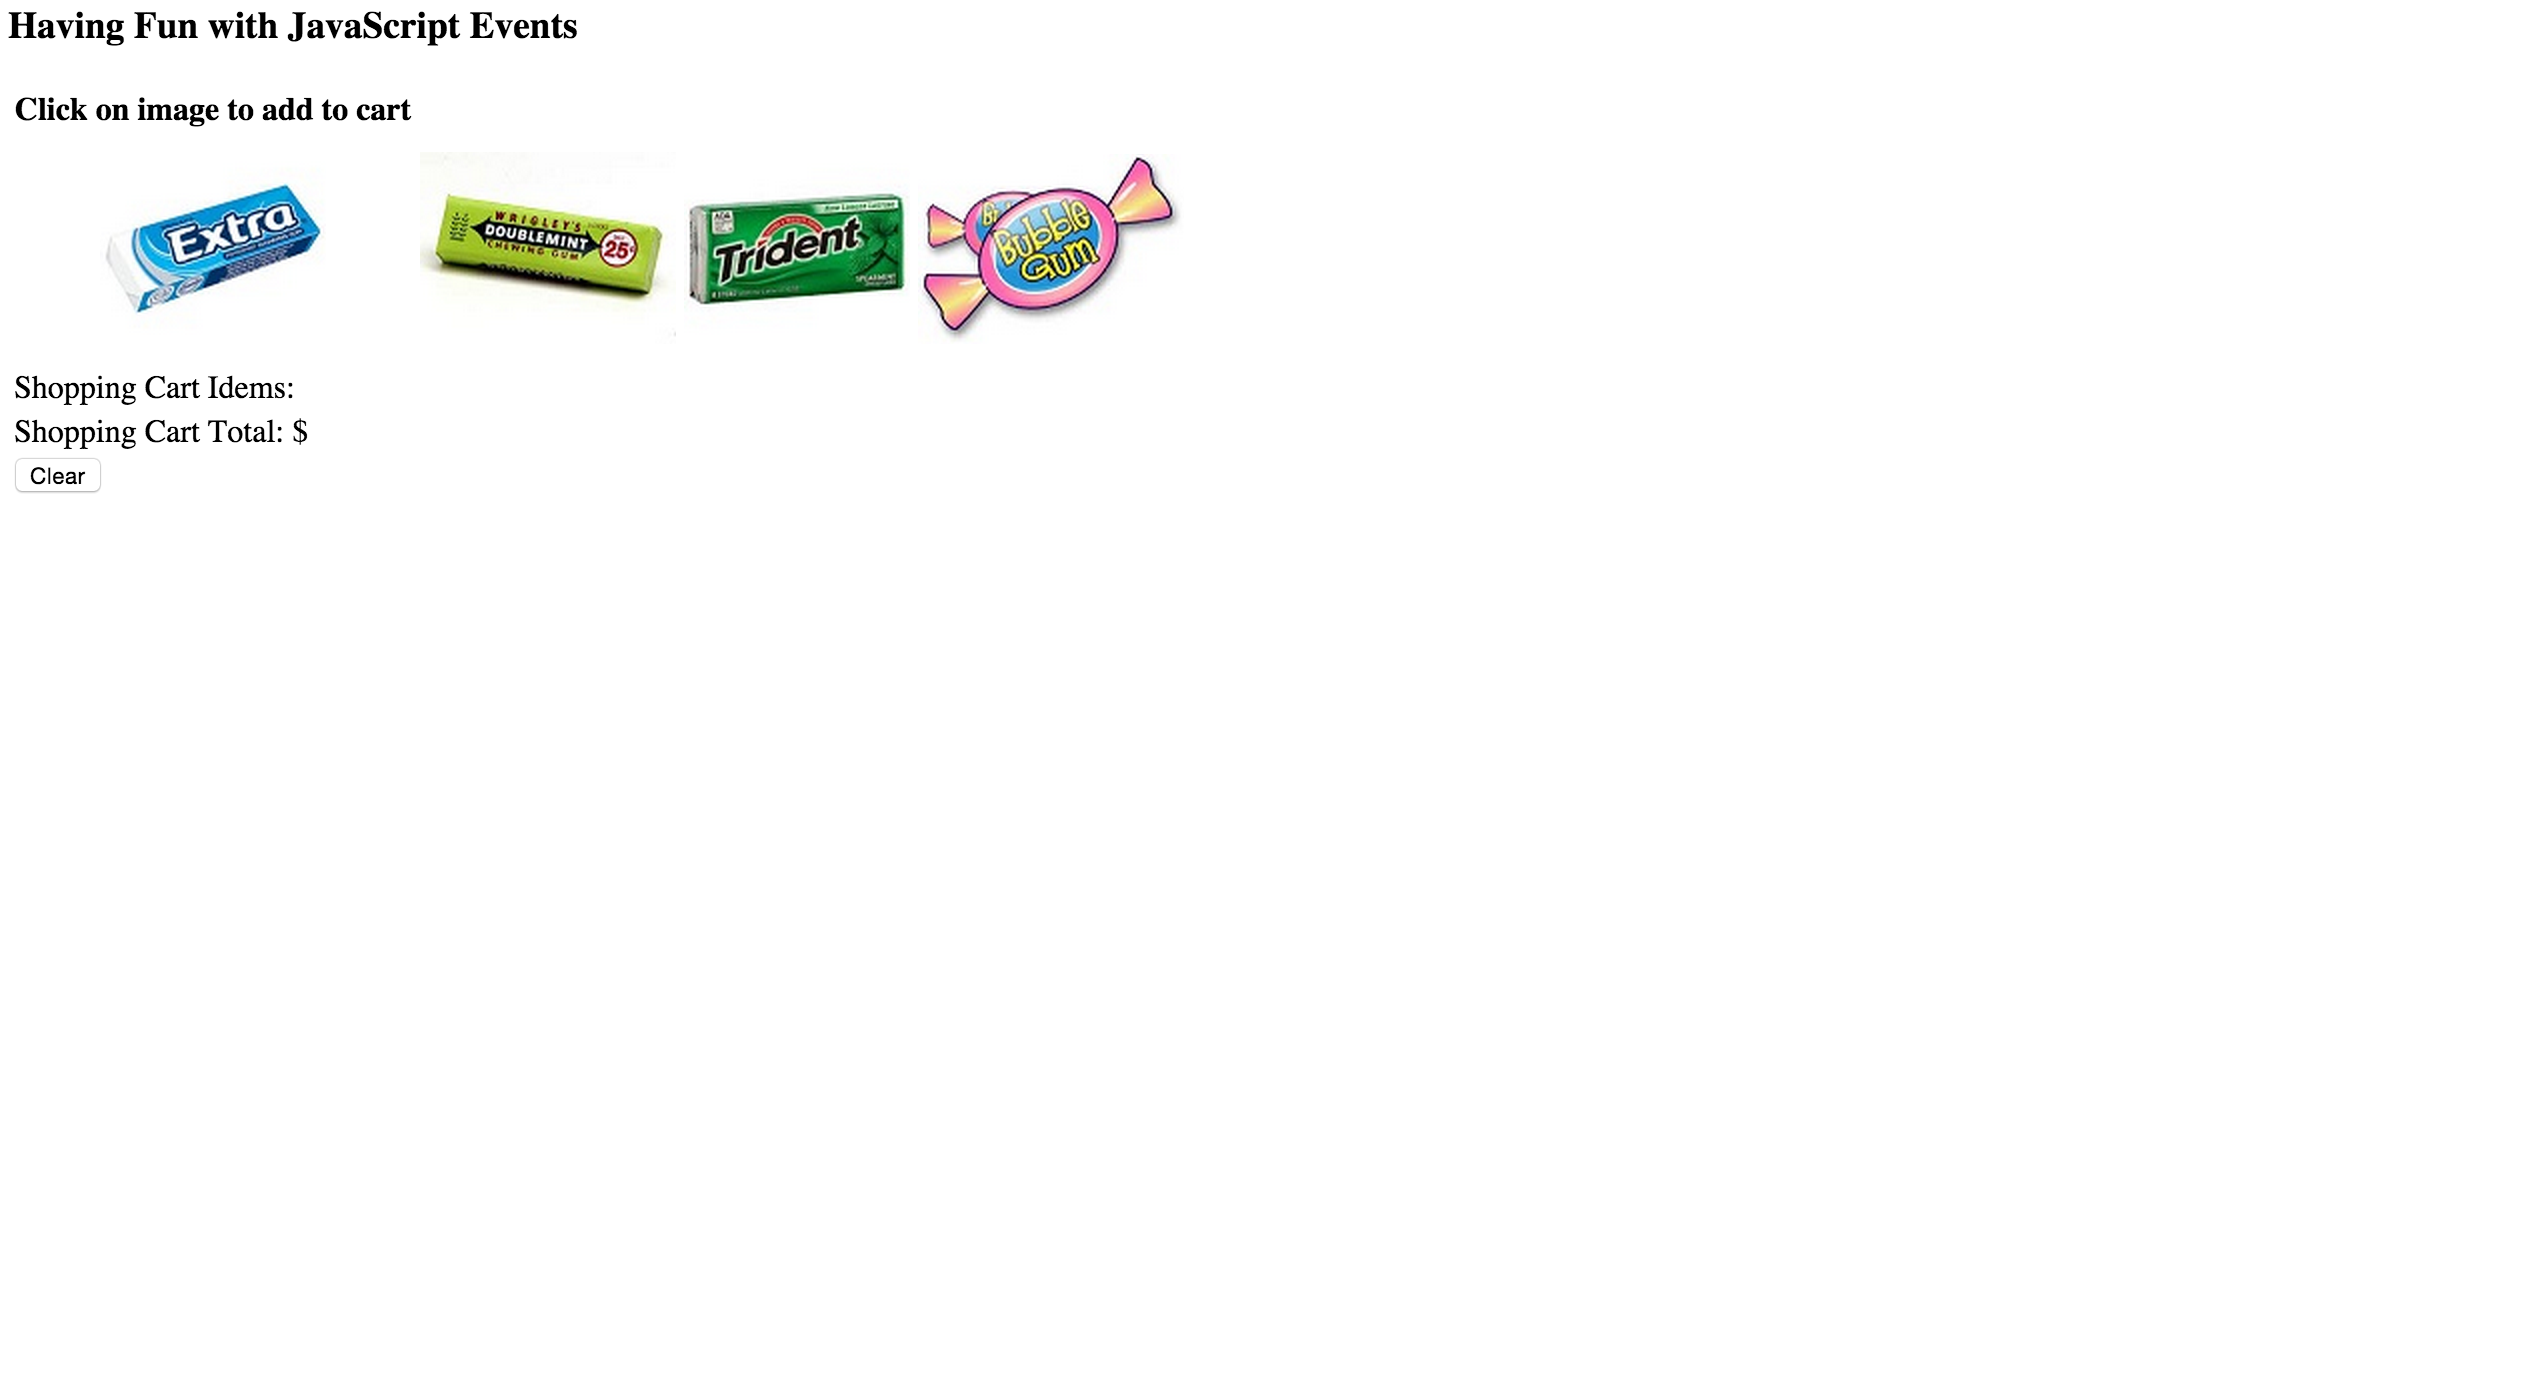 Having Fun with JavaScript Events
Click on image to add to cart
Extra
WRIGLEY'S
DOUBLEMINT
CHEWING GUM
25¢
Trident
SPEARMINT
Bubble
Gum
Shopping Cart Idems:
Shopping Cart Total: $
Clear